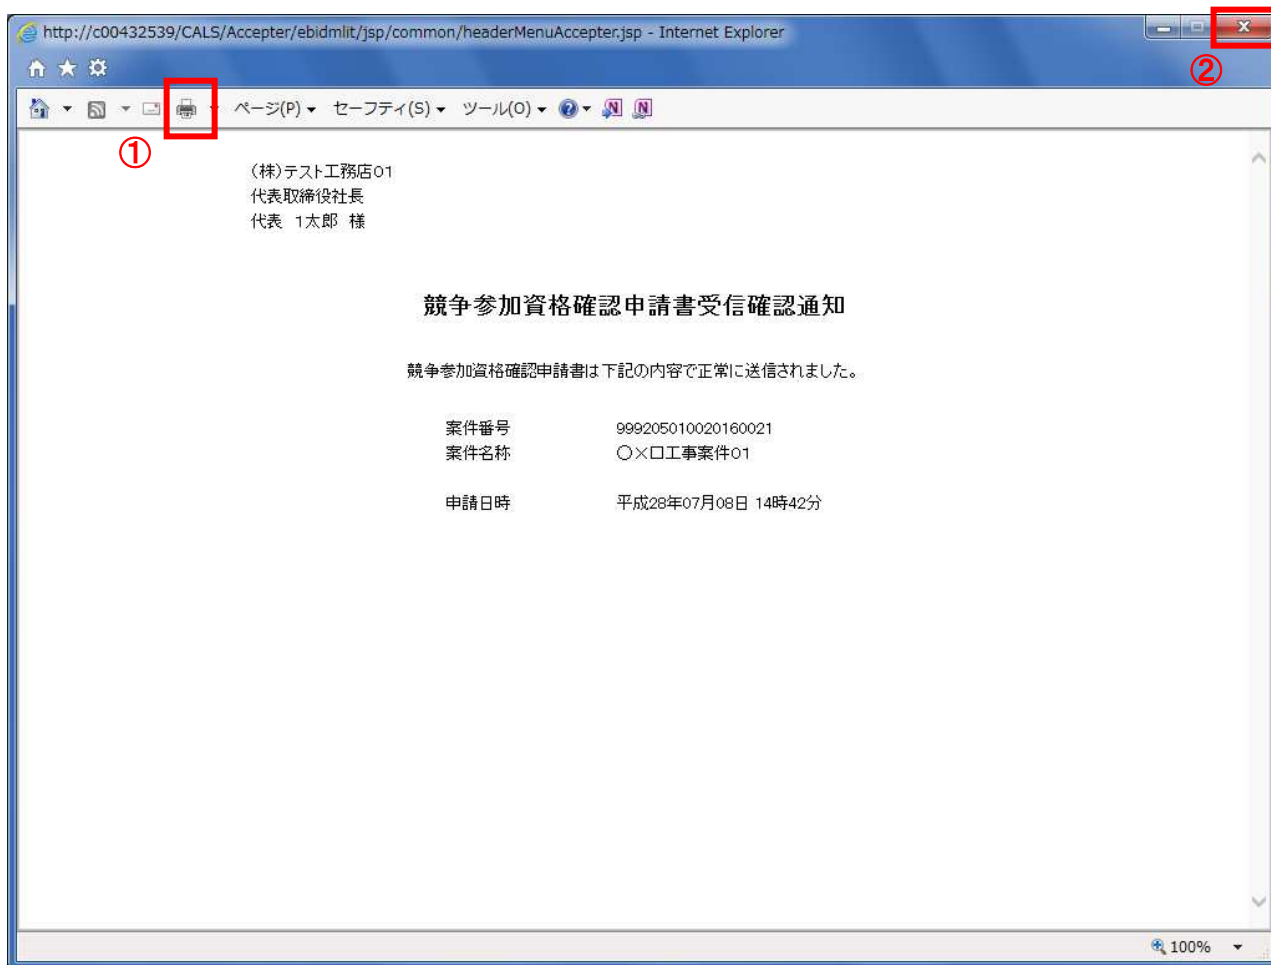 http://c00432539/CALS/Accepter/ebidmlit/jsp/common/headerMenuAccepter.jsp - Internet Explorer
②
ページ(P) セーフティ(S) ツール(O)
①
(株)テスト工務店01
代表取締役社長
代表 1太郎 様
競争参加資格確認申請書受信確認通知
競争参加資格確認申請書は下記の内容で正常に送信されました。
案件番号 999205010020160021
案件名称 〇×口工事案件01
申請日時 平成28年07月08日 14時42分
100%